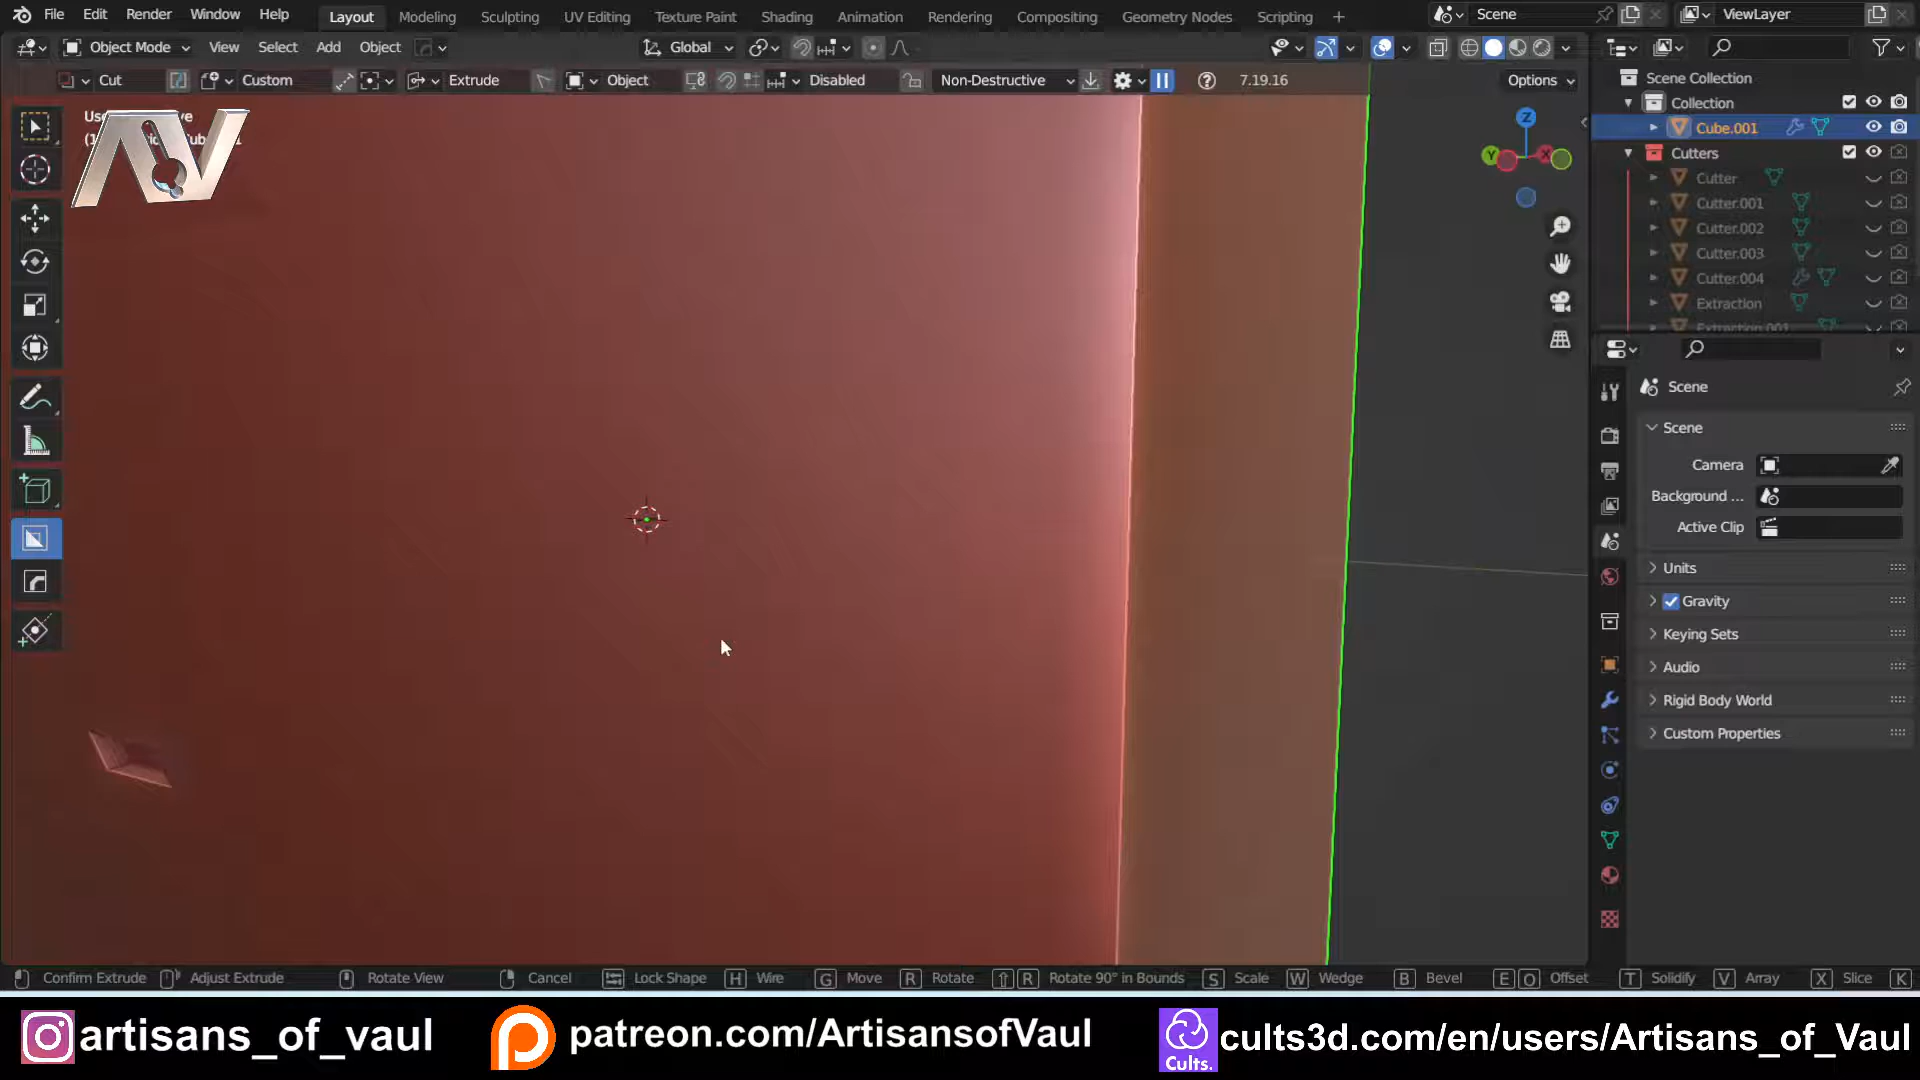 File Edit Render Window Help Layout Modeling Sculpting UV Editing Texture Paint Shading Animation Rendering Compositing Geometry Nodes Scripting + Scene ViewLayer
Object Mode View Select Add Object Global
Cut Custom Extrude Object Disabled Non-Destructive 7.19.16 Options
Scene Collection
Collection
Cube.001
Cutters
Cutter
Cutter.001
Cutter.002
Cutter.003
Cutter.004
Extraction
Extraction.001
AV
Z
Y
X
Scene
Scene
Camera
Background ...
Active Clip
Units
Gravity
Keying Sets
Audio
Rigid Body World
Custom Properties
Confirm Extrude Adjust Extrude Rotate View Cancel Lock Shape H Wire G Move R Rotate R Rotate 90° in Bounds S Scale W Wedge B Bevel E O Offset T Solidify V Array X Slice K
artisans_of_vaul patreon.com/ArtisansofVaul cults3d.com/en/users/Artisans_of_Vaul
Cults.